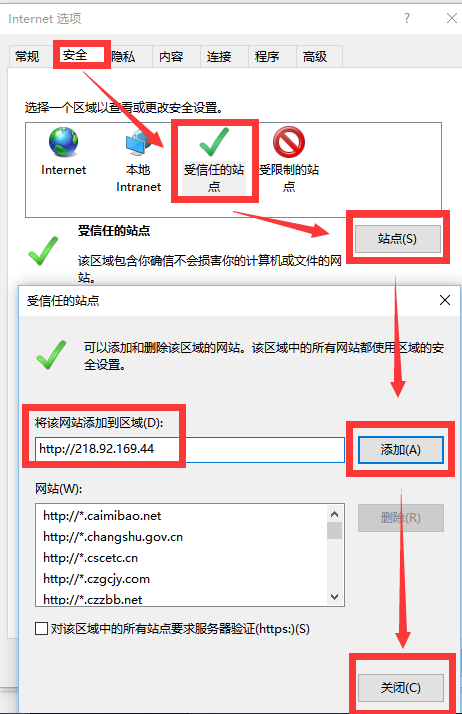 Internet 选项
常规 安全 隐私 内容 连接 程序 高级
选择一个区域以查看或更改安全设置。
Internet
本地
Intranet
受信任的站
点
受限制的站
点
受信任的站点
站点(S)
该区域包含你确信不会损害你的计算机或文件的网
站。
受信任的站点
可以添加和删除该区域的网站。该区域中的所有网站都使用区域的安
全设置。
将该网站添加到区域(D):
http://218.92.169.44
添加(A)
网站(W):
http://*.caimibao.net
http://*.changshu.gov.cn
http://*.cscetc.cn
http://*.czgcjy.com
http://*.czzbb.net
删除(R)
对该区域中的所有站点要求服务器验证(https:)(S)
关闭(C)